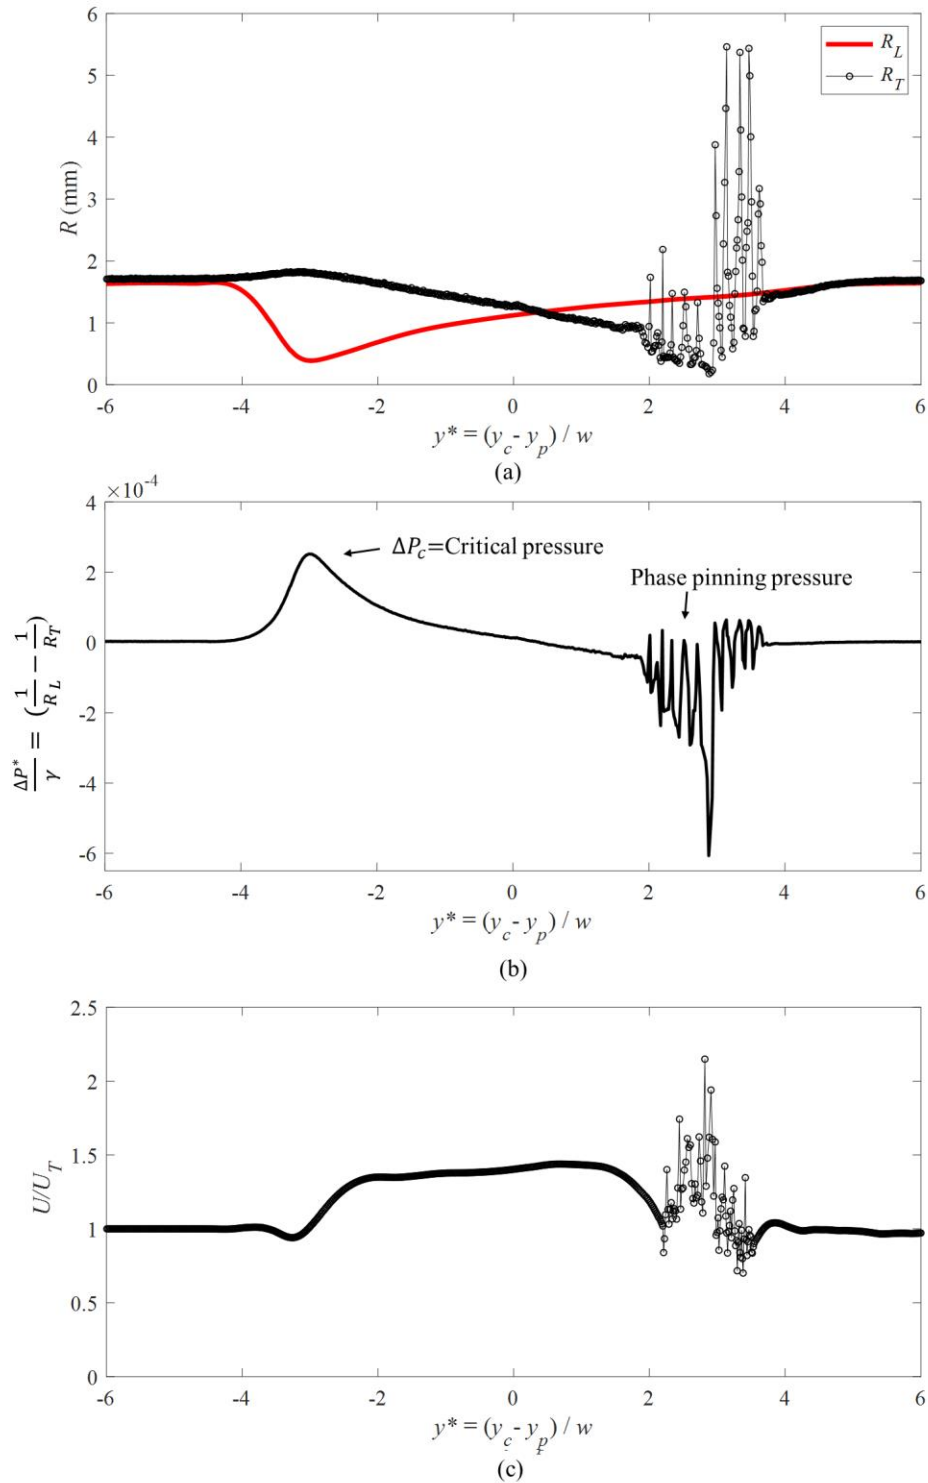 6
5
4
3
2
1
0
R (mm)
R_L
R_T
-6 -4 -2 0 2 4 6
y* = (y_c - y_p) / w
(a)
×10^-4
4
2
0
-2
-4
-6
ΔP*/γ = (1/R_L − 1/R_T)
ΔP_c=Critical pressure
Phase pinning pressure
-6 -4 -2 0 2 4 6
y* = (y_c - y_p) / w
(b)
2.5
2
1.5
1
0.5
0
U/U_T
-6 -4 -2 0 2 4 6
y* = (y_c - y_p) / w
(c)